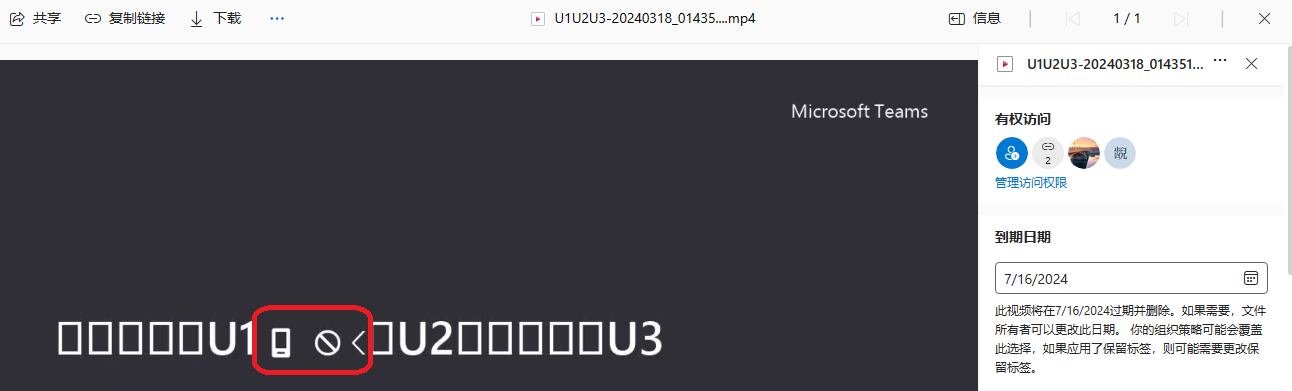 共享 复制链接 下载 ... U1U2U3-20240318_01435....mp4 信息 1 / 1
U1U2U3-20240318_014351... ...
Microsoft Teams
有权访问
2 龊
管理访问权限
到期日期
7/16/2024
此视频将在7/16/2024过期并删除。如果需要，文件
所有者可以更改此日期。 你的组织策略可能会覆盖
此选择，如果应用了保留标签，则可能需要更改保
留标签。
□□□□□U1 □U2□□□□□U3